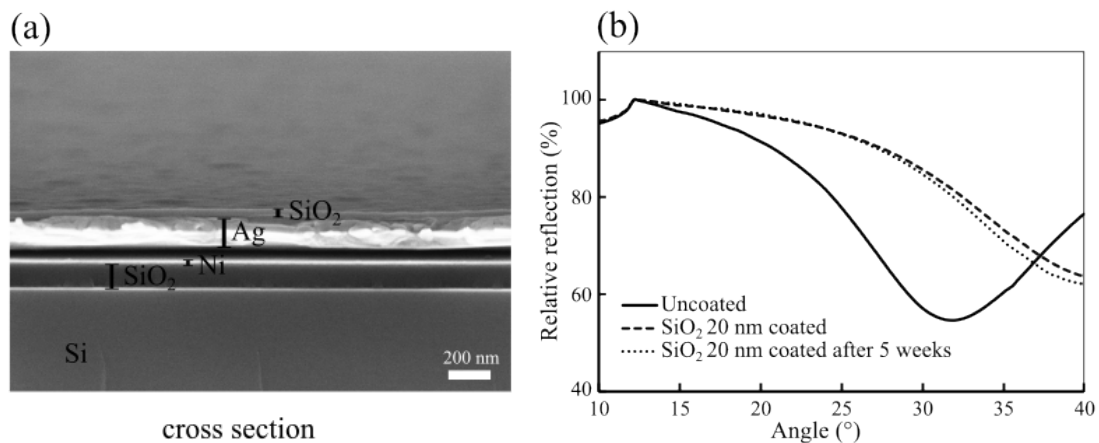 (a)
SiO₂
Ag
Ni
SiO₂
Si
200 nm
cross section
(b)
Relative reflection (%)
100
80
60
40
Uncoated
SiO₂ 20 nm coated
SiO₂ 20 nm coated after 5 weeks
10 15 20 25 30 35 40
Angle (°)